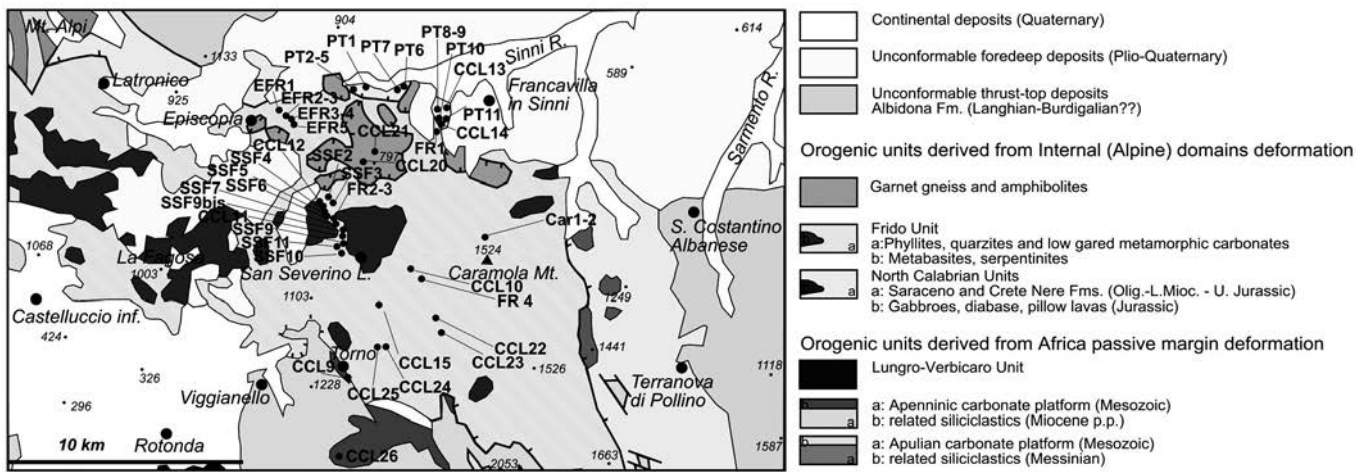 904
Mt. Alpi
614
PT8-9
PT1
PT7
PT6
PT10
Sinni R.
1133
PT2-5
CCL13
589
Latronico
Francavilla
in Sinni
EFR1
925
EFR2-3
Episcopia
EFR3-4
PT11
EFR5
CCL21
CCL14
CCL12
FR1
SSF4
SSF2
797
CCL20
SSF5
SSF3
SSF7
SSF6
FR2-3
SSF9bis
CCL11
Car1-2
Sarmento R.
SSF9
S. Costantino
Albanese
1068
SSF11
1524
La Fagosa
SSF10
1003
San Severino L.
Caramola Mt.
CCL10
1249
1103
FR 4
Castelluccio inf.
424
CCL22
1441
Torno
CCL23
CCL9
CCL15
1118
326
1228
1526
CCL24
Terranova
di Pollino
Viggianello
CCL25
296
10 km
Rotonda
1587
CCL26
2053
1663
Continental deposits (Quaternary)
Unconformable foredeep deposits (Plio-Quaternary)
Unconformable thrust-top deposits
Albidona Fm. (Langhian-Burdigalian??)
Orogenic units derived from Internal (Alpine) domains deformation
Garnet gneiss and amphibolites
Frido Unit
b
a
a:Phyllites, quarzites and low gared metamorphic carbonates
b: Metabasites, serpentinites
North Calabrian Units
a
a: Saraceno and Crete Nere Fms. (Olig.-L.Mioc. - U. Jurassic)
b: Gabbroes, diabase, pillow lavas (Jurassic)
Orogenic units derived from Africa passive margin deformation
Lungro-Verbicaro Unit
b
a
a: Apenninic carbonate platform (Mesozoic)
b: related siliciclastics (Miocene p.p.)
b
a
a: Apulian carbonate platform (Mesozoic)
b: related siliciclastics (Messinian)